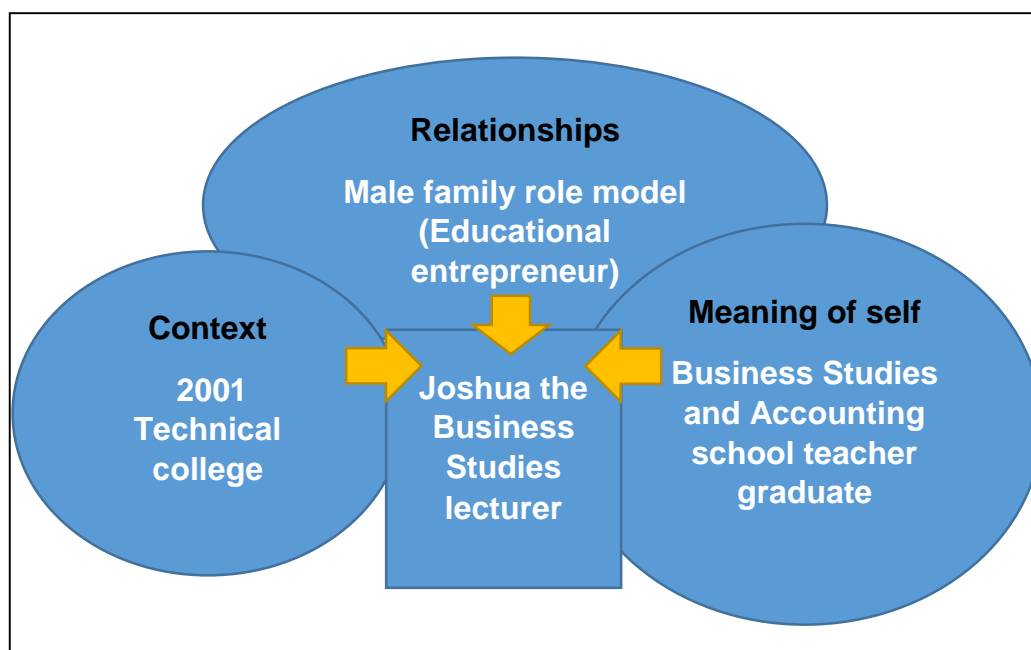 Relationships
Male family role model
(Educational
entrepreneur)
Context
2001
Technical
college
Joshua the
Business
Studies
lecturer
Meaning of self
Business Studies
and Accounting
school teacher
graduate